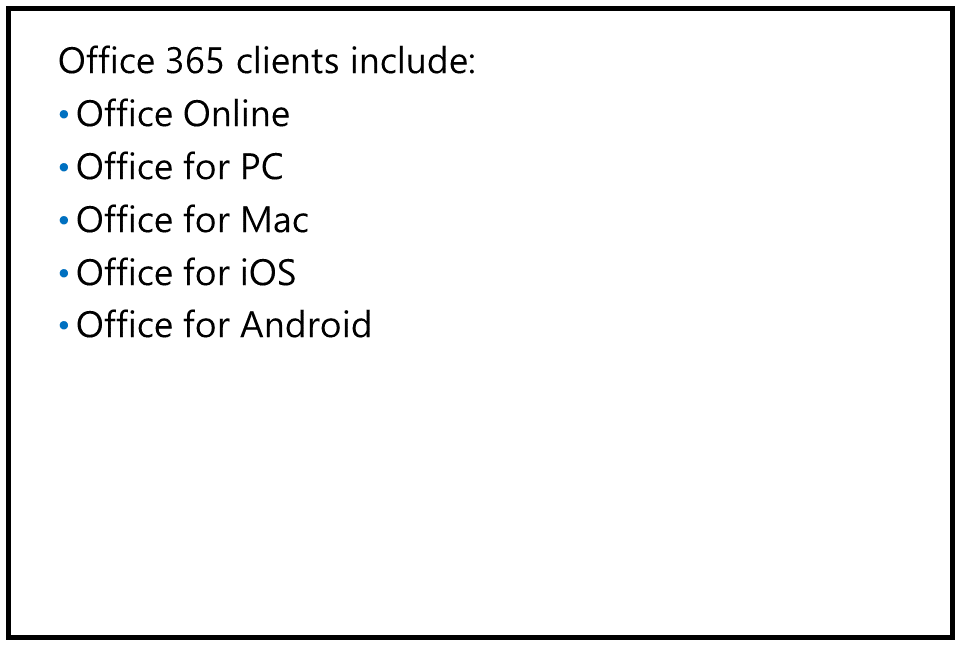 Office 365 clients include:
• Office Online
• Office for PC
• Office for Mac
• Office for iOS
• Office for Android